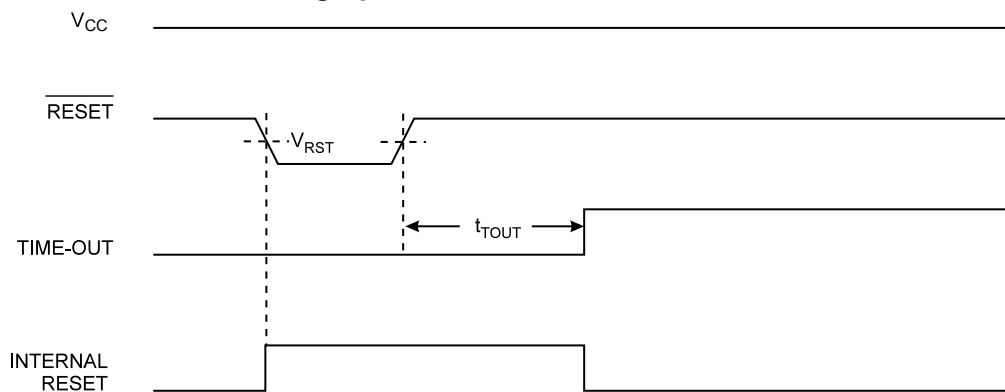 VCC
RESET
VRST
tTOUT
TIME-OUT
INTERNAL
RESET